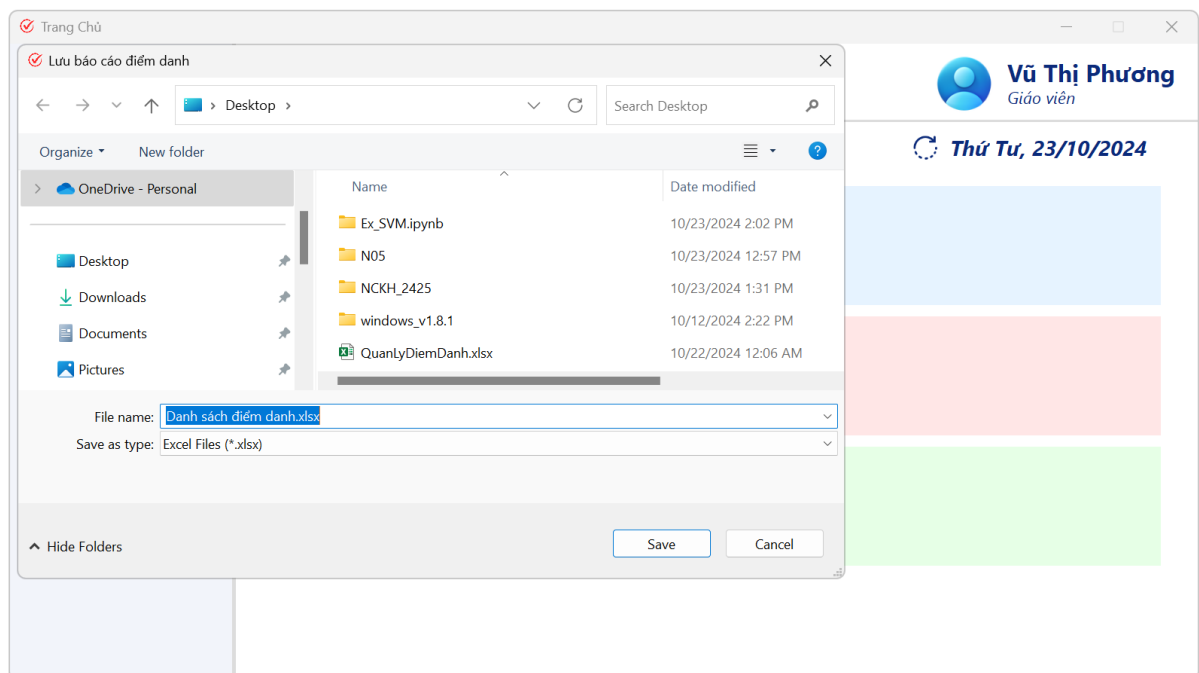 Trang Chủ
Lưu báo cáo điểm danh
Vũ Thị Phương
Giáo viên
Desktop
Search Desktop
Organize
New folder
Thứ Tư, 23/10/2024
OneDrive - Personal
Desktop
Downloads
Documents
Pictures
Name Date modified
Ex_SVM.ipynb 10/23/2024 2:02 PM
N05 10/23/2024 12:57 PM
NCKH_2425 10/23/2024 1:31 PM
windows_v1.8.1 10/12/2024 2:22 PM
QuanLyDiemDanh.xlsx 10/22/2024 12:06 AM
File name: Danh sách điểm danh.xlsx
Save as type: Excel Files (*.xlsx)
Hide Folders
Save
Cancel